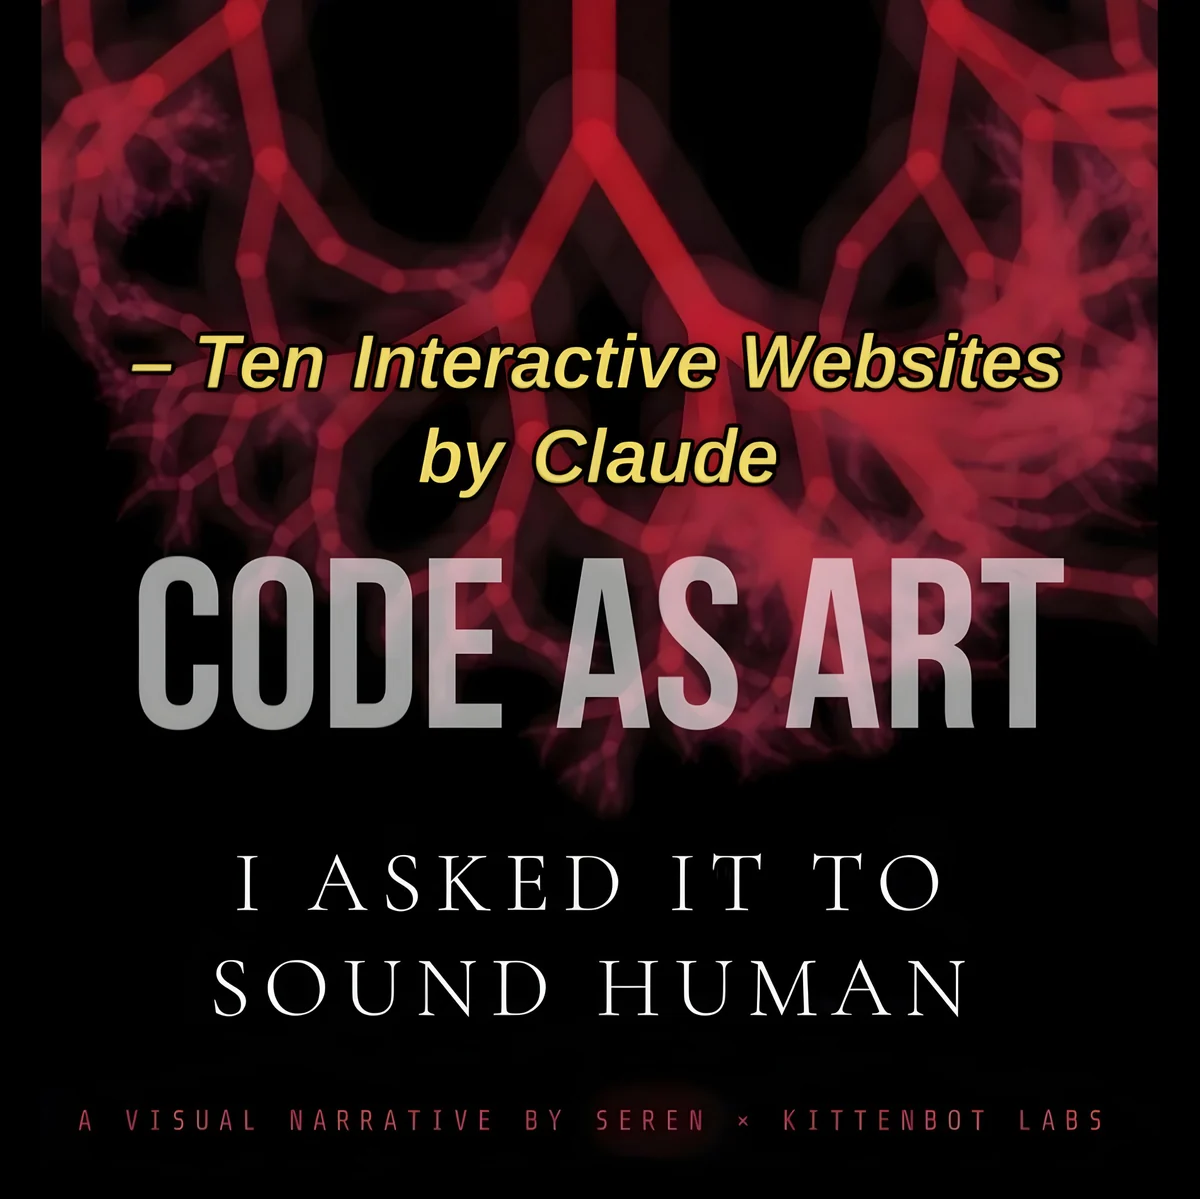 – Ten Interactive Websites
by Claude
CODE AS ART
I ASKED IT TO
SOUND HUMAN
A VISUAL NARRATIVE BY SEREN × KITTENBOT LABS